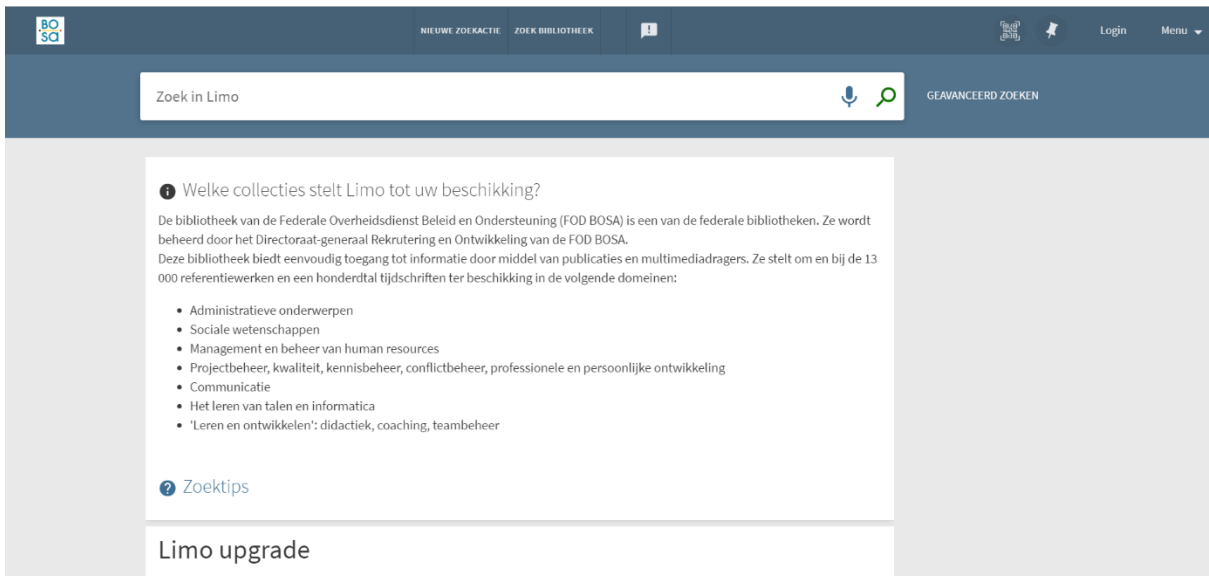 BO
SA
NIEUWE ZOEKACTIE ZOEK BIBLIOTHEEK
Login Menu
Zoek in Limo
GEAVANCEERD ZOEKEN
Welke collecties stelt Limo tot uw beschikking?
De bibliotheek van de Federale Overheidsdienst Beleid en Ondersteuning (FOD BOSA) is een van de federale bibliotheken. Ze wordt
beheerd door het Directoraat-generaal Rekrutering en Ontwikkeling van de FOD BOSA.
Deze bibliotheek biedt eenvoudig toegang tot informatie door middel van publicaties en multimediadragers. Ze stelt om en bij de 13
000 referentiewerken en een honderdtal tijdschriften ter beschikking in de volgende domeinen:
• Administratieve onderwerpen
• Sociale wetenschappen
• Management en beheer van human resources
• Projectbeheer, kwaliteit, kennisbeheer, conflictbeheer, professionele en persoonlijke ontwikkeling
• Communicatie
• Het leren van talen en informatica
• 'Leren en ontwikkelen': didactiek, coaching, teambeheer
Zoektips
Limo upgrade